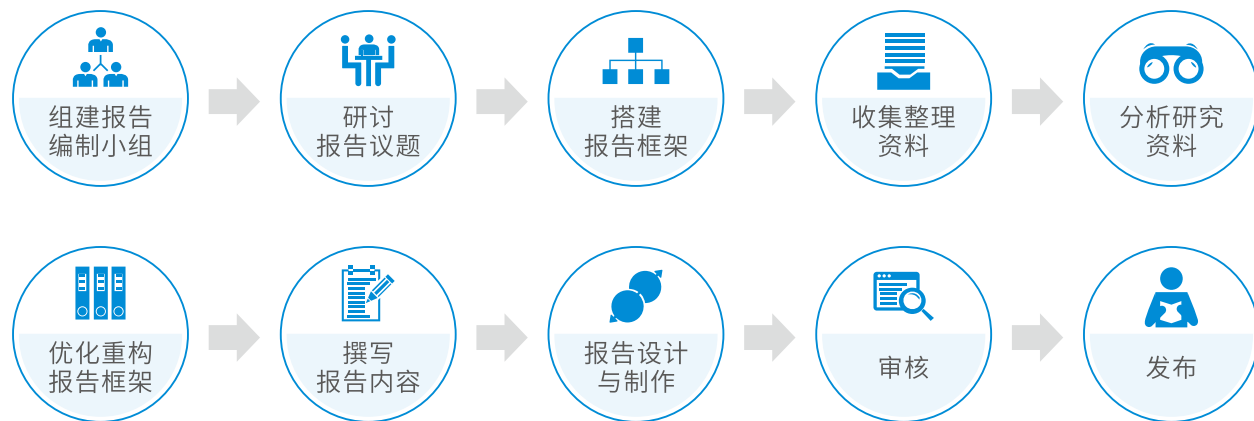 组建报告
编制小组
研讨
报告议题
搭建
报告框架
收集整理
资料
分析研究
资料
优化重构
报告框架
撰写
报告内容
报告设计
与制作
审核
发布